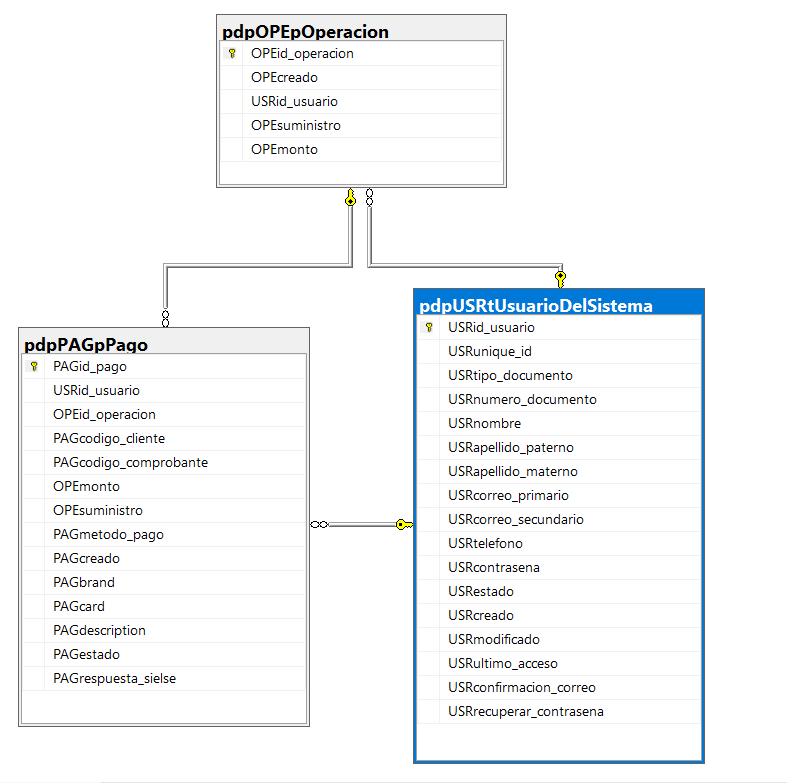 pdpOPEpOperacion
OPEid_operacion
OPEcreado
USRid_usuario
OPEsuministro
OPEmonto
pdpPAGpPago
PAGid_pago
USRid_usuario
OPEid_operacion
PAGcodigo_cliente
PAGcodigo_comprobante
OPEmonto
OPEsuministro
PAGmetodo_pago
PAGcreado
PAGbrand
PAGcard
PAGdescription
PAGestado
PAGrespuesta_sielse
pdpUSRtUsuarioDelSistema
USRid_usuario
USRunique_id
USRtipo_documento
USRnumero_documento
USRnombre
USRapellido_paterno
USRapellido_materno
USRcorreo_primario
USRcorreo_secundario
USRtelefono
USRcontrasena
USRestado
USRcreado
USRmodificado
USRultimo_acceso
USRconfirmacion_correo
USRrecuperar_contrasena